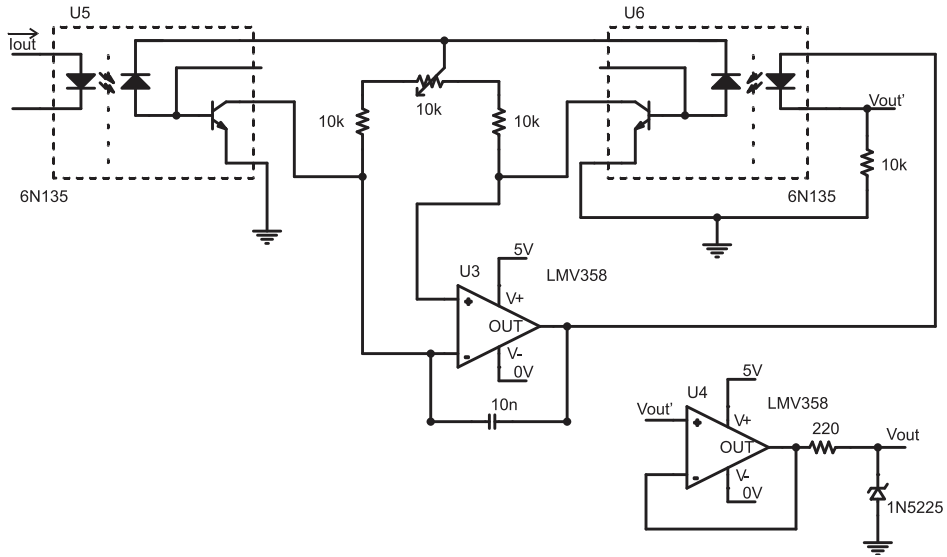 U5
U6
Iout
10k
10k
10k
Vout'
10k
6N135
6N135
5V
U3
LMV358
V+
+
OUT
-
V-
0V
10n
5V
U4
LMV358
Vout'
V+
+
220
Vout
OUT
-
V-
0V
1N5225